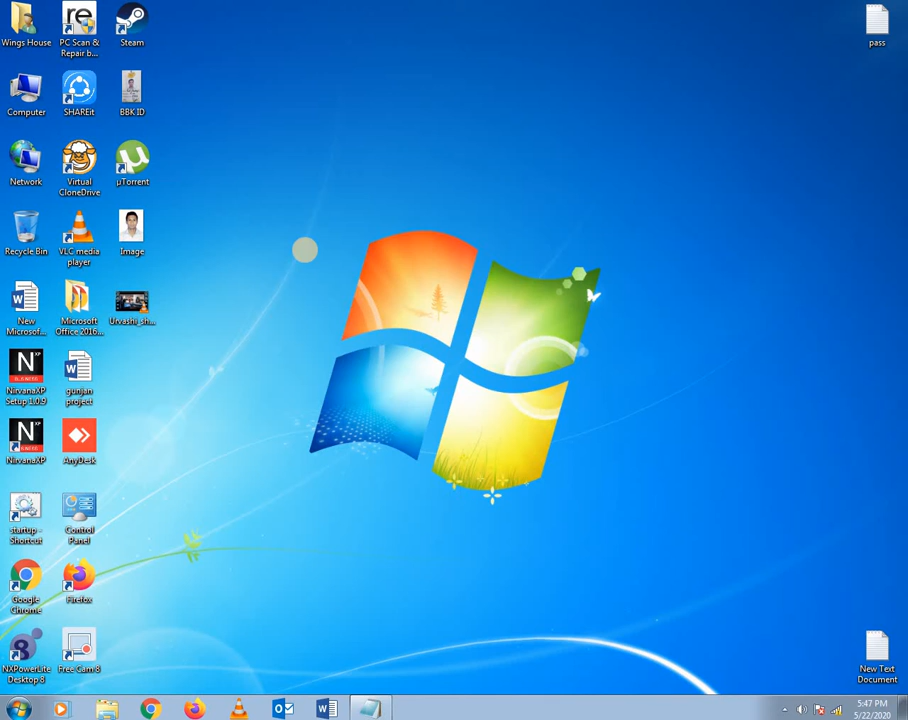 Wings House
Computer
Network
Recycle Bin
New
Microsof...
N
XP
NirvanaXP
Setup 1.0.9
N
NirvanaXP
startup -
Shortcut
Google
Chrome
8
NXPowerLite
Desktop 8
re
PC Scan &
Repair b...
SHAREit
Virtual
CloneDrive
VLC media
player
Microsoft
Office 2016...
W
gunjan
project
AnyDesk
Control
Panel
Firefox
Free Cam 8
Steam
BBK ID
µ
µTorrent
Image
Urvashi_sh...
pass
New Text
Document
W
5:47 PM
5/22/2020